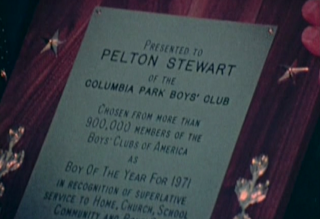 PRESENTED TO
PELTON STEWART
OF THE
COLUMBIA PARK BOYS' CLUB
CHOSEN FROM MORE THAN
900,000 MEMBERS OF THE
BOYS' CLUBS OF AMERICA
AS
BOY OF THE YEAR FOR 1971
IN RECOGNITION OF SUPERLATIVE
SERVICE TO HOME, CHURCH, SCHOOL
COMMUNITY AND